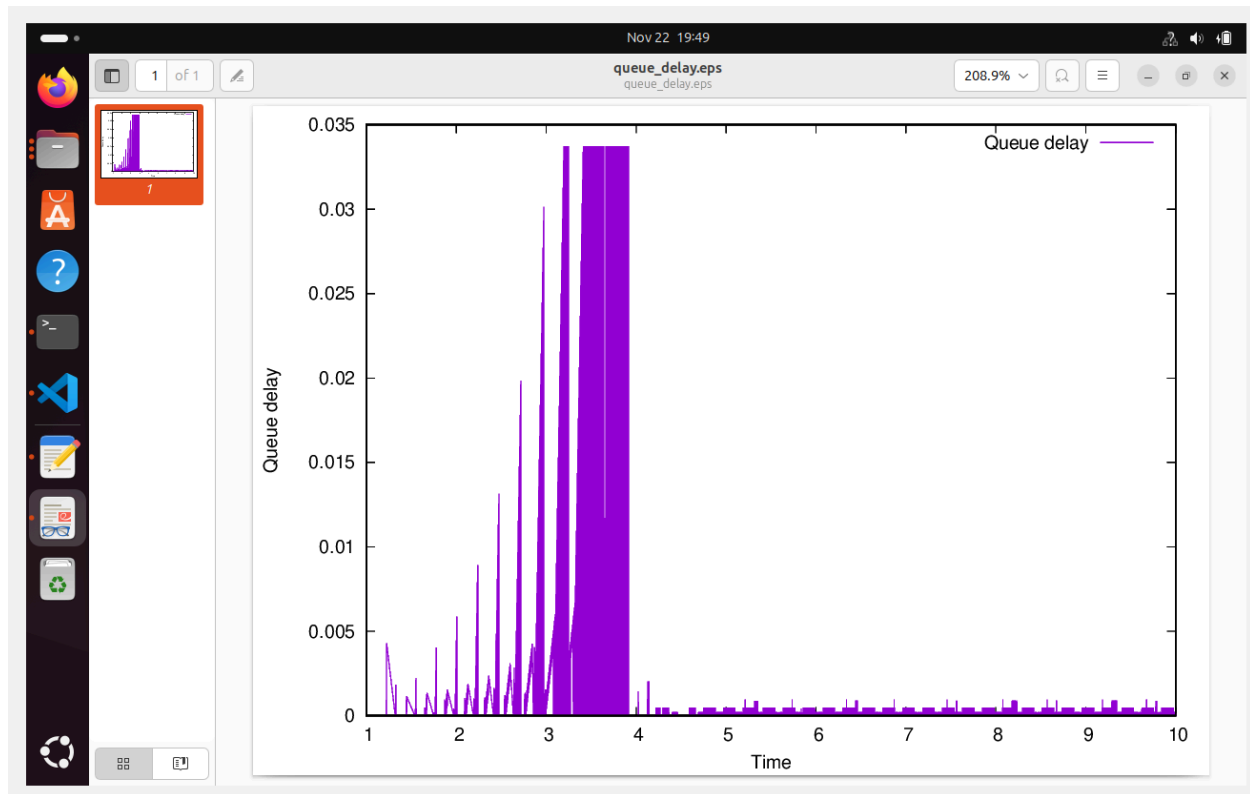 Nov 22 19:49
1 of 1
queue_delay.eps
queue_delay.eps
208.9%
1
Queue delay
0.035
0.03
0.025
0.02
0.015
0.01
0.005
0
Queue delay
1 2 3 4 5 6 7 8 9 10
Time